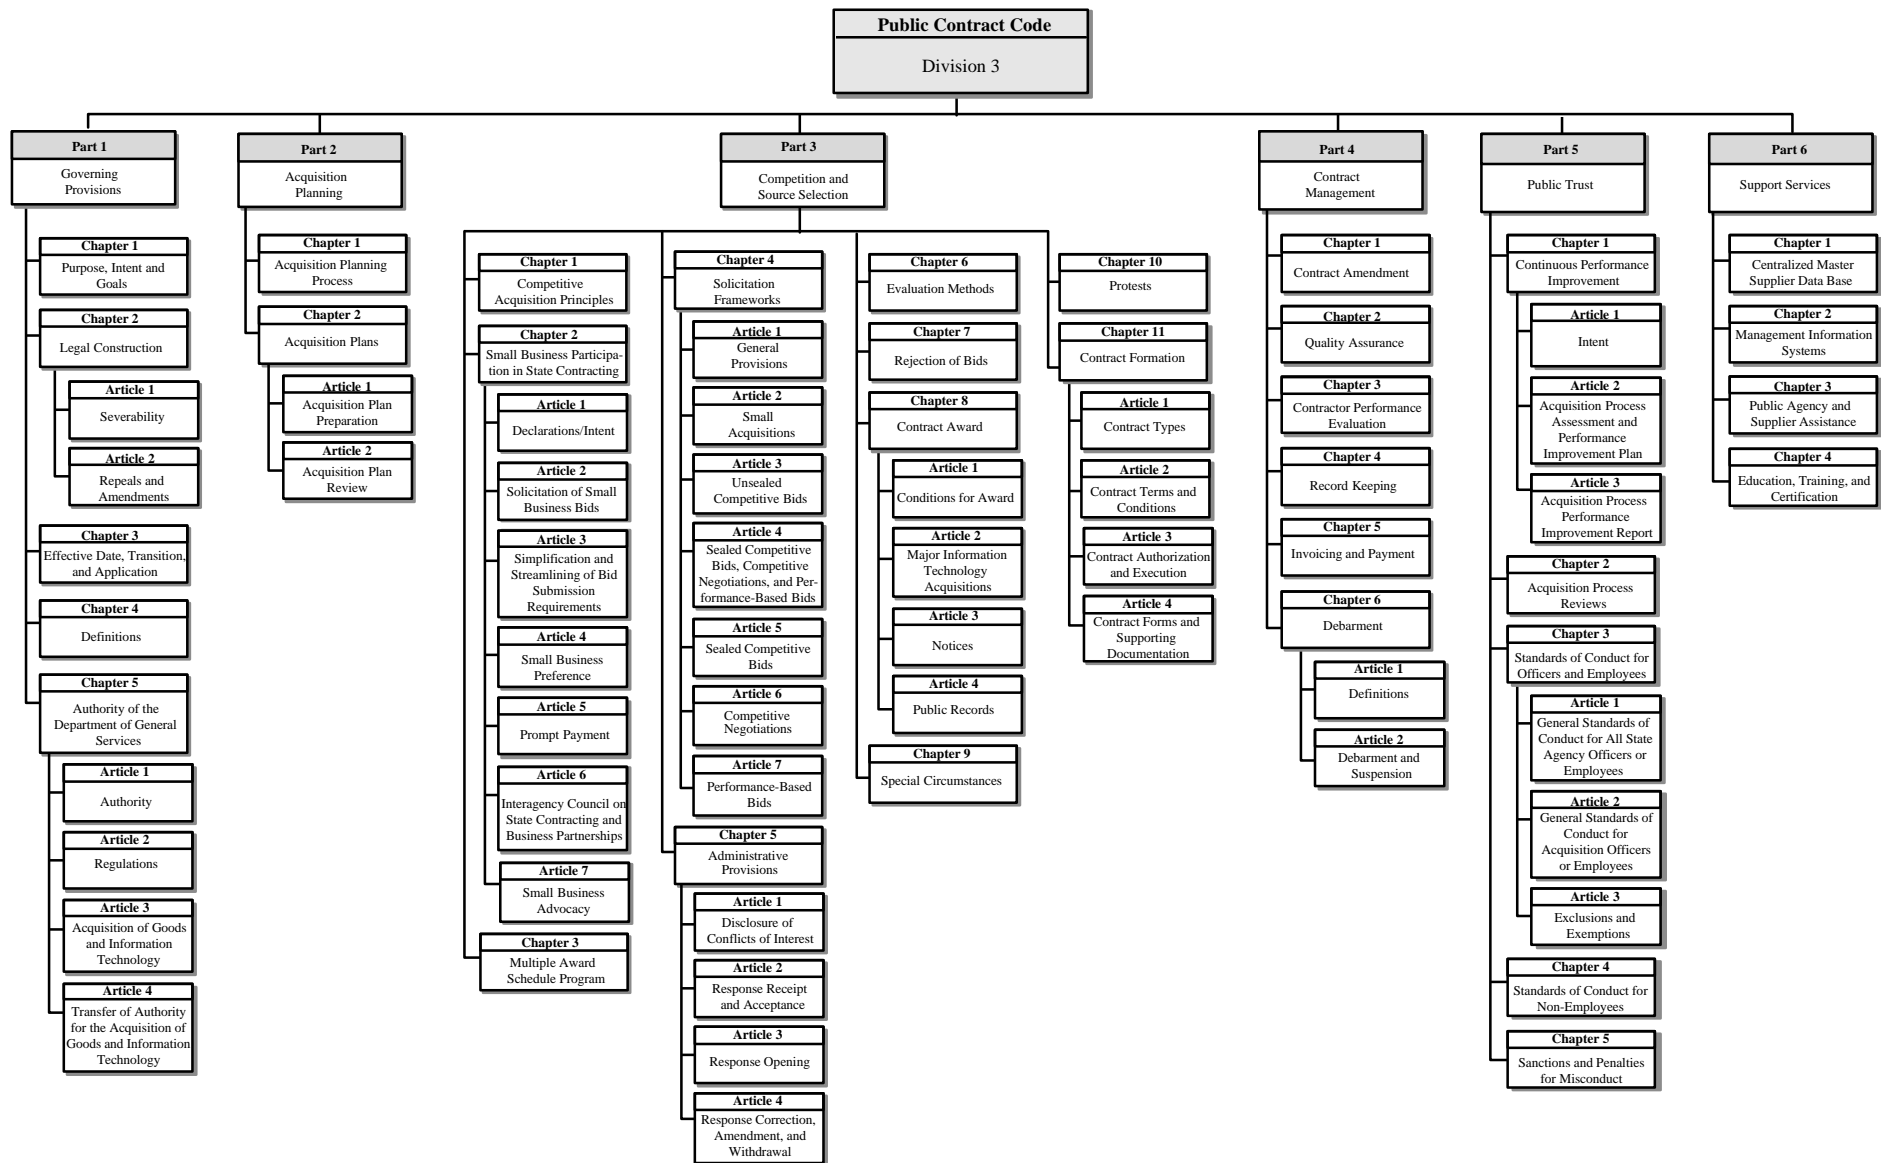 Public Contract Code
Division 3
Part 1
Governing
Provisions
Chapter 1
Purpose, Intent and
Goals
Chapter 2
Legal Construction
Article 1
Severability
Article 2
Repeals and
Amendments
Chapter 3
Effective Date, Transition,
and Application
Chapter 4
Definitions
Chapter 5
Authority of the
Department of General
Services
Article 1
Authority
Article 2
Regulations
Article 3
Acquisition of Goods
and Information
Technology
Article 4
Transfer of Authority
for the Acquisition of
Goods and Information
Technology
Part 2
Acquisition
Planning
Chapter 1
Acquisition Planning
Process
Chapter 2
Acquisition Plans
Article 1
Acquisition Plan
Preparation
Article 2
Acquisition Plan
Review
Part 3
Competition and
Source Selection
Chapter 1
Competitive
Acquisition Principles
Chapter 2
Small Business Participa-
tion in State Contracting
Article 1
Declarations/Intent
Article 2
Solicitation of Small
Business Bids
Article 3
Simplification and
Streamlining of Bid
Submission
Requirements
Article 4
Small Business
Preference
Article 5
Prompt Payment
Article 6
Interagency Council on
State Contracting and
Business Partnerships
Article 7
Small Business
Advocacy
Chapter 3
Multiple Award
Schedule Program
Chapter 4
Solicitation
Frameworks
Article 1
General
Provisions
Article 2
Small
Acquisitions
Article 3
Unsealed
Competitive Bids
Article 4
Sealed Competitive
Bids, Competitive
Negotiations, and Per-
formance-Based Bids
Article 5
Sealed Competitive
Bids
Article 6
Competitive
Negotiations
Article 7
Performance-Based
Bids
Chapter 5
Administrative
Provisions
Article 1
Disclosure of
Conflicts of Interest
Article 2
Response Receipt
and Acceptance
Article 3
Response Opening
Article 4
Response Correction,
Amendment, and
Withdrawal
Chapter 6
Evaluation Methods
Chapter 7
Rejection of Bids
Chapter 8
Contract Award
Article 1
Conditions for Award
Article 2
Major Information
Technology
Acquisitions
Article 3
Notices
Article 4
Public Records
Chapter 9
Special Circumstances
Chapter 10
Protests
Chapter 11
Contract Formation
Article 1
Contract Types
Article 2
Contract Terms and
Conditions
Article 3
Contract Authorization
and Execution
Article 4
Contract Forms and
Supporting
Documentation
Part 4
Contract
Management
Chapter 1
Contract Amendment
Chapter 2
Quality Assurance
Chapter 3
Contractor Performance
Evaluation
Chapter 4
Record Keeping
Chapter 5
Invoicing and Payment
Chapter 6
Debarment
Article 1
Definitions
Article 2
Debarment and
Suspension
Part 5
Public Trust
Chapter 1
Continuous Performance
Improvement
Article 1
Intent
Article 2
Acquisition Process
Assessment and
Performance
Improvement Plan
Article 3
Acquisition Process
Performance
Improvement Report
Chapter 2
Acquisition Process
Reviews
Chapter 3
Standards of Conduct for
Officers and Employees
Article 1
General Standards of
Conduct for All State
Agency Officers or
Employees
Article 2
General Standards of
Conduct for
Acquisition Officers
or Employees
Article 3
Exclusions and
Exemptions
Chapter 4
Standards of Conduct for
Non-Employees
Chapter 5
Sanctions and Penalties
for Misconduct
Part 6
Support Services
Chapter 1
Centralized Master
Supplier Data Base
Chapter 2
Management Information
Systems
Chapter 3
Public Agency and
Supplier Assistance
Chapter 4
Education, Training, and
Certification